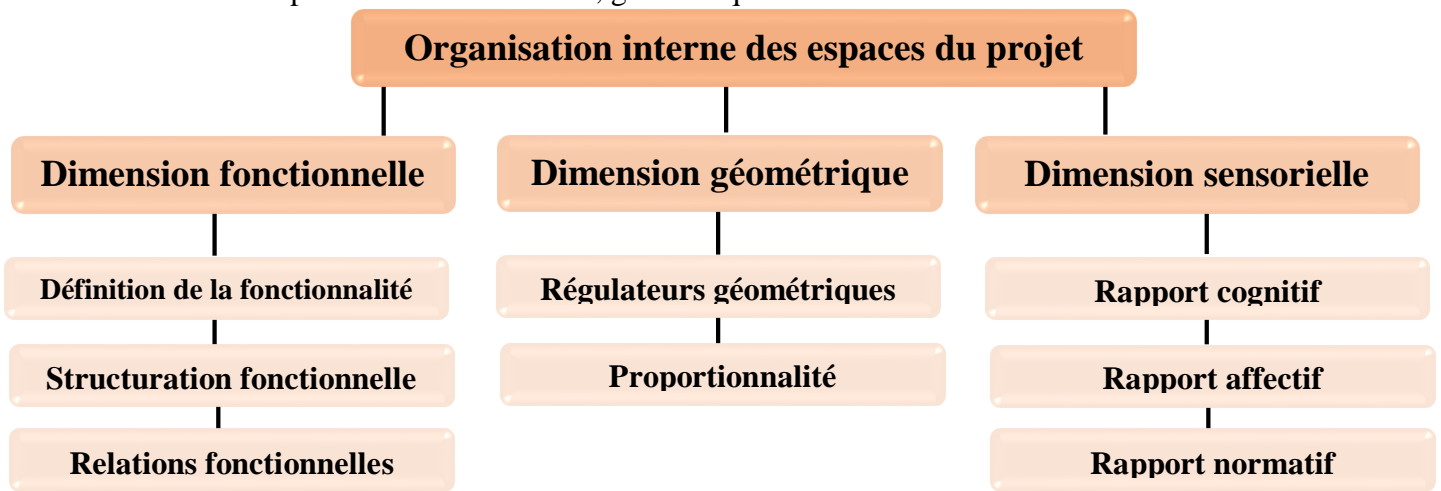 Organisation interne des espaces du projet
Dimension fonctionnelle
Dimension géométrique
Dimension sensorielle
Définition de la fonctionnalité
Régulateurs géométriques
Rapport cognitif
Structuration fonctionnelle
Proportionnalité
Rapport affectif
Relations fonctionnelles
Rapport normatif